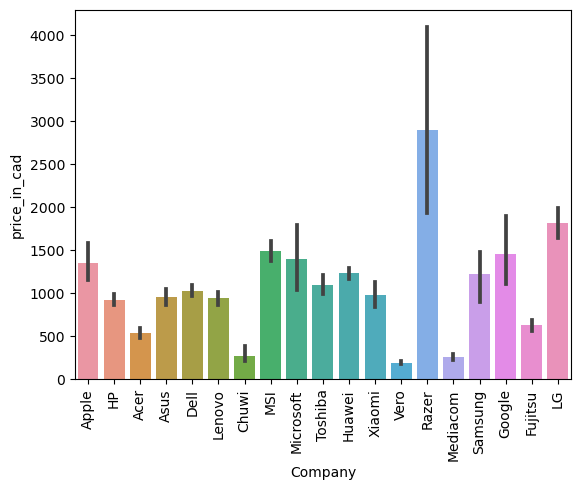 4000
3500
3000
2500
2000
1500
1000
500
0
price_in_cad
Apple
HP
Acer
Asus
Dell
Lenovo
Chuwi
MSI
Microsoft
Toshiba
Huawei
Xiaomi
Vero
Razer
Mediacom
Samsung
Google
Fujitsu
LG
Company